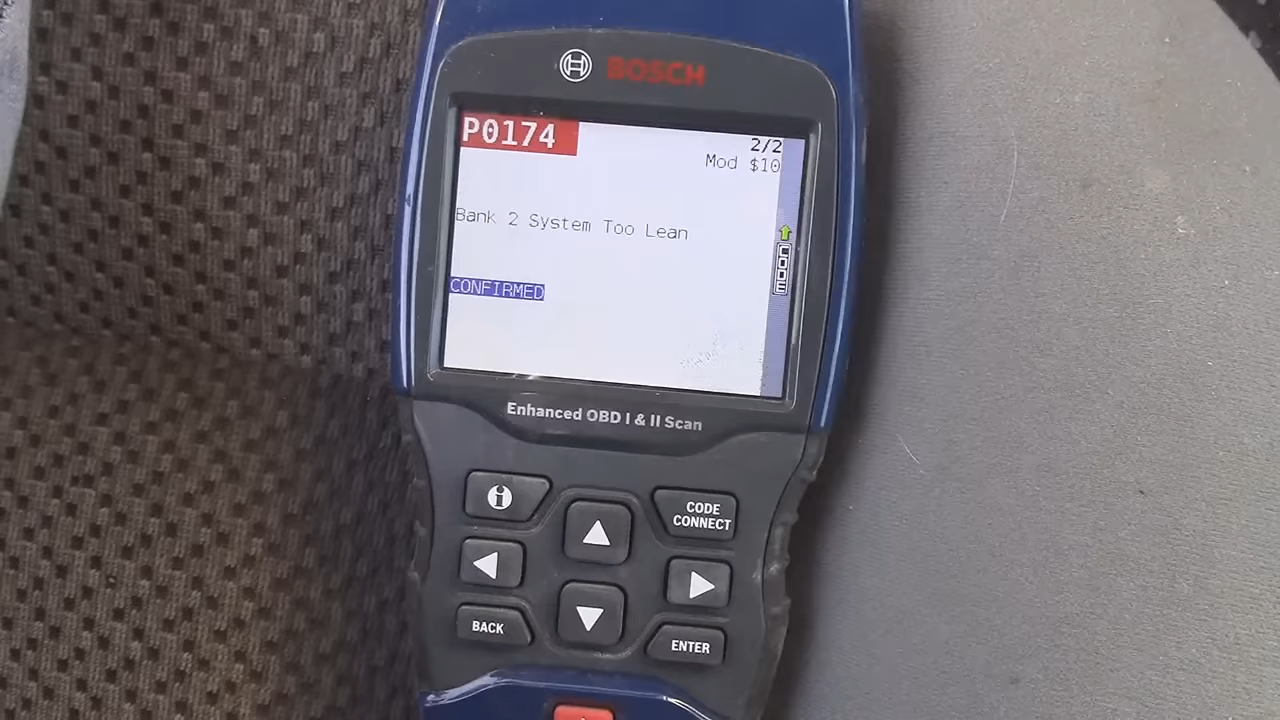 BOSCH
P0174
2/2
Mod $10
Bank 2 System Too Lean
CODE
CONFIRMED
Enhanced OBD I & II Scan
i
CODE
CONNECT
BACK
ENTER